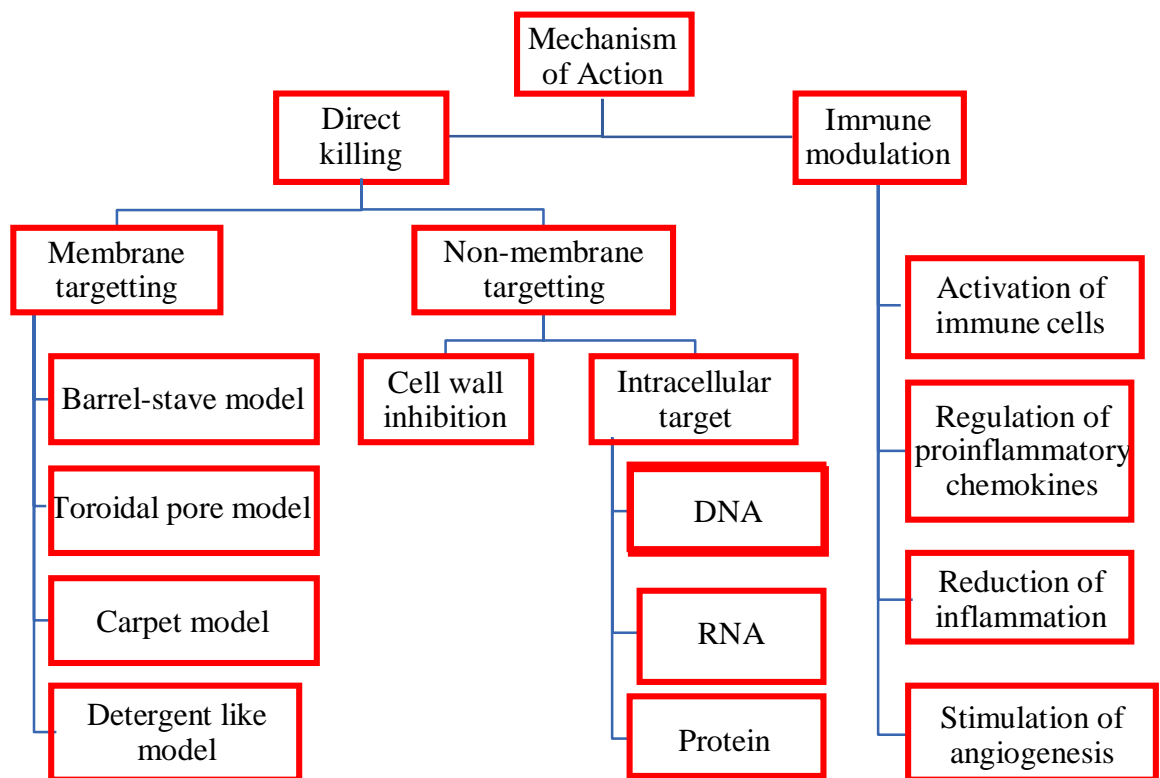 Mechanism
of Action
Direct
killing
Immune
modulation
Membrane
targetting
Non-membrane
targetting
Barrel-stave model
Toroidal pore model
Carpet model
Detergent like
model
Cell wall
inhibition
Intracellular
target
DNA
RNA
Protein
Activation of
immune cells
Regulation of
proinflammatory
chemokines
Reduction of
inflammation
Stimulation of
angiogenesis